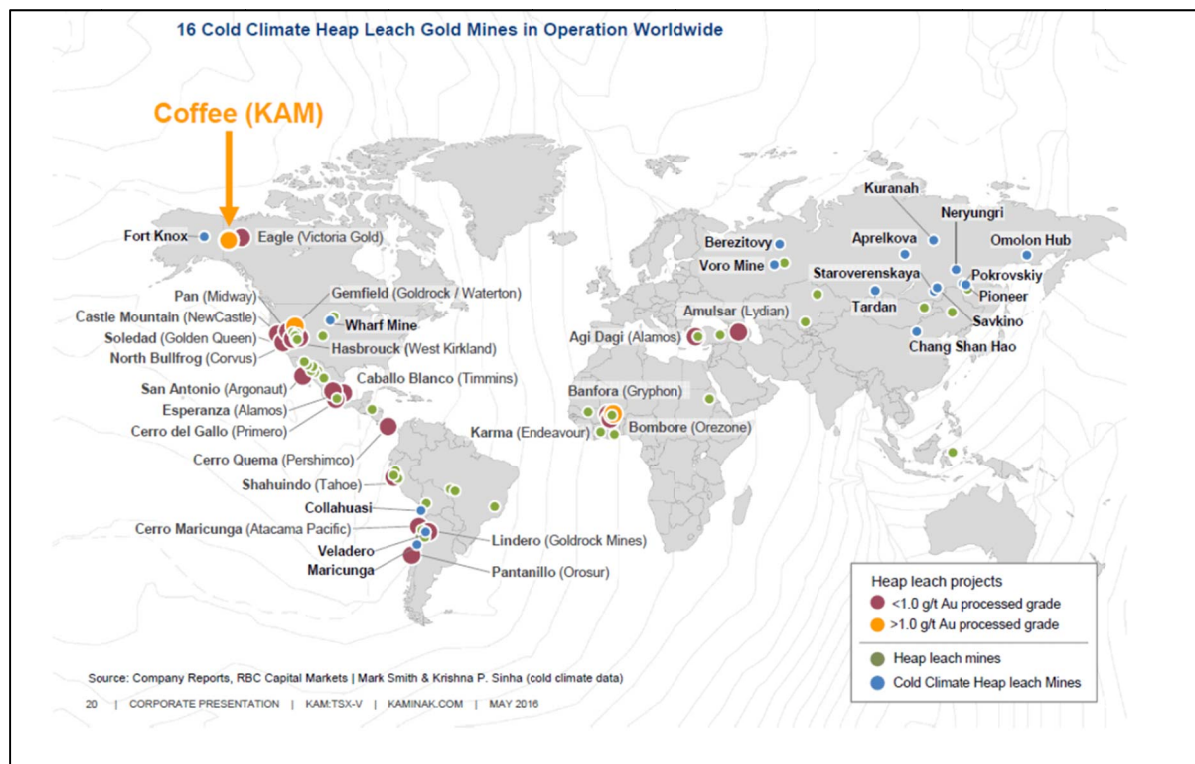 16 Cold Climate Heap Leach Gold Mines in Operation Worldwide
Coffee (KAM)
Fort Knox
Eagle (Victoria Gold)
Pan (Midway)
Gemfield (Goldrock / Waterton)
Castle Mountain (NewCastle)
Wharf Mine
Soledad (Golden Queen)
Hasbrouck (West Kirkland)
North Bullfrog (Corvus)
San Antonio (Argonaut)
Caballo Blanco (Timmins)
Esperanza (Alamos)
Cerro del Gallo (Primero)
Cerro Quema (Pershimco)
Shahuindo (Tahoe)
Collahuasi
Cerro Maricunga (Atacama Pacific)
Lindero (Goldrock Mines)
Veladero
Maricunga
Pantanillo (Orosur)
Kuranah
Neryungri
Berezitovy
Aprelkova
Omolon Hub
Voro Mine
Staroverenskaya
Pokrovskiy
Pioneer
Tardan
Savkino
Amulsar (Lydian)
Agi Dagi (Alamos)
Chang Shan Hao
Banfora (Gryphon)
Karma (Endeavour)
Bombore (Orezone)
Heap leach projects
<1.0 g/t Au processed grade
>1.0 g/t Au processed grade
Heap leach mines
Cold Climate Heap leach Mines
Source: Company Reports, RBC Capital Markets | Mark Smith & Krishna P. Sinha (cold climate data)
20 | CORPORATE PRESENTATION | KAM:TSX-V | KAMINAK.COM | MAY 2016